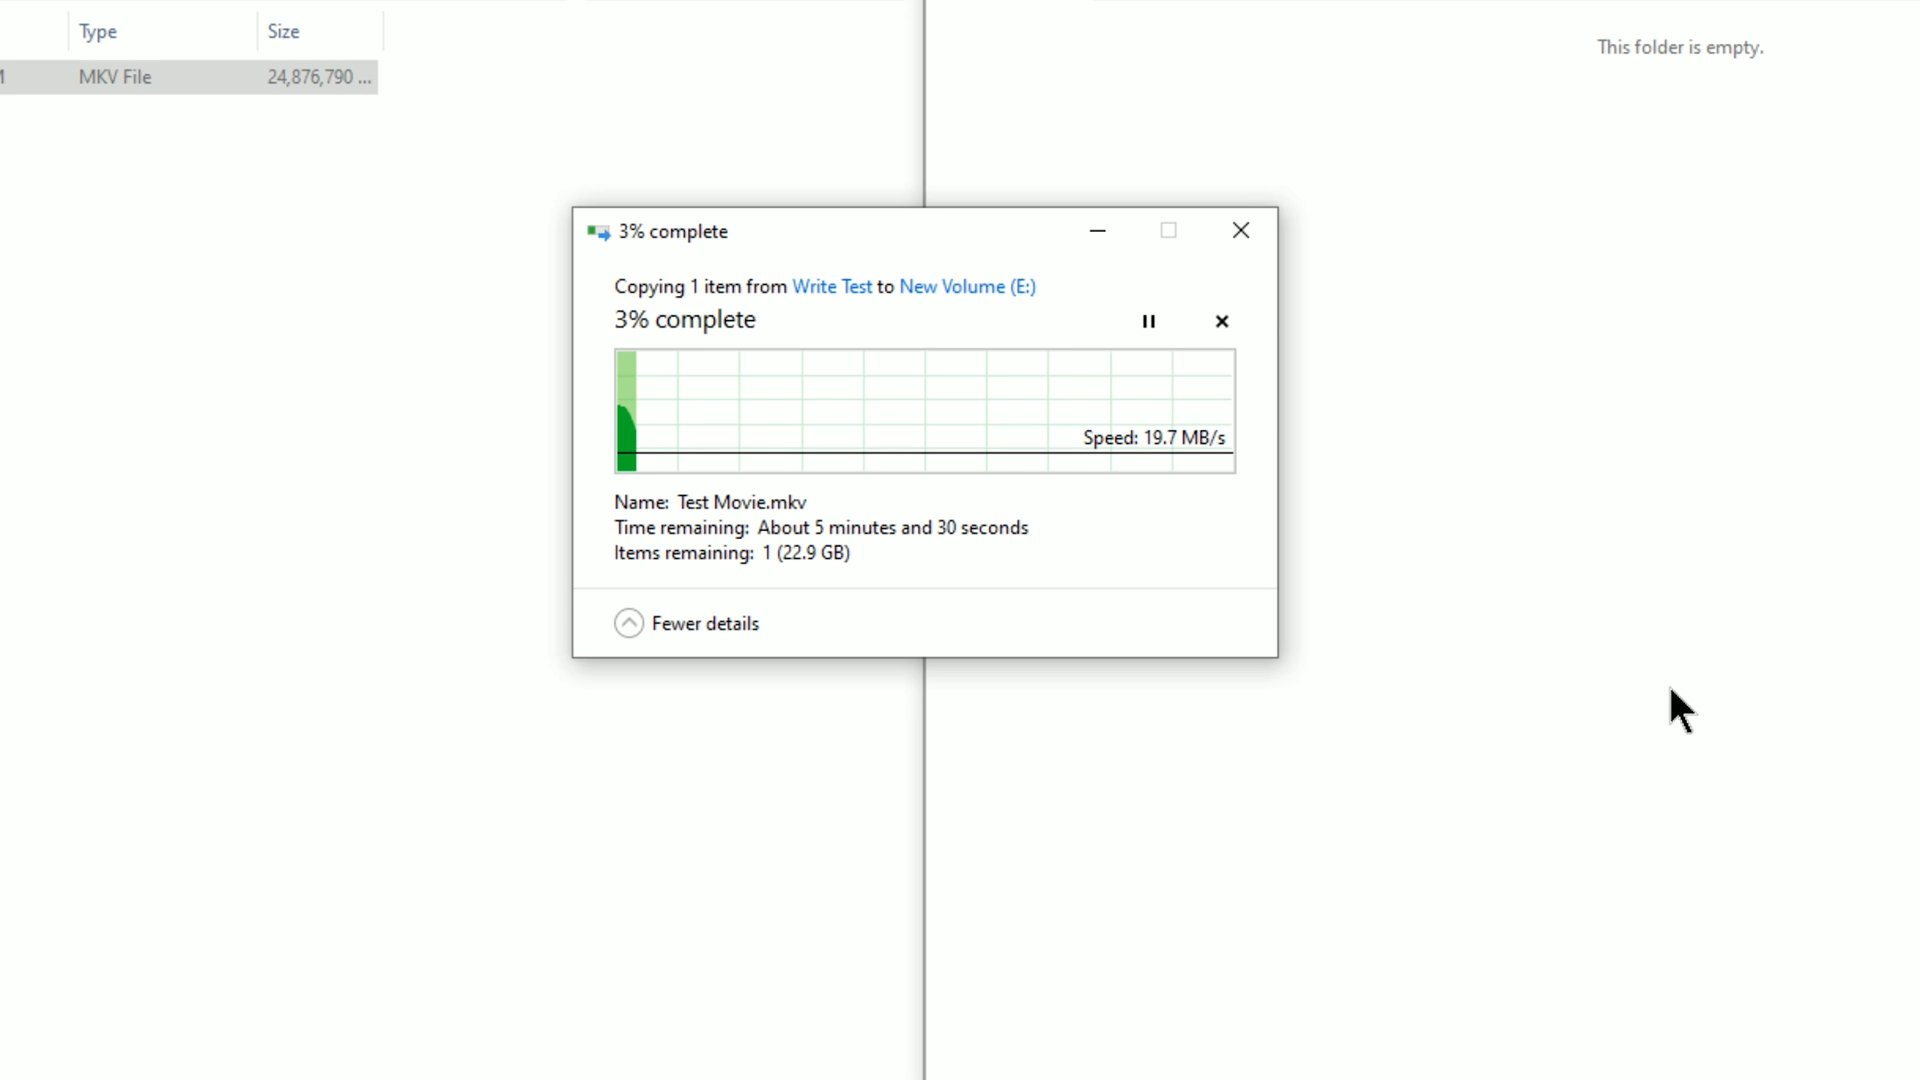 Type Size
MKV File 24,876,790 ...
This folder is empty.
3% complete
Copying 1 item from Write Test to New Volume (E:)
3% complete
Speed: 19.7 MB/s
Name: Test Movie.mkv
Time remaining: About 5 minutes and 30 seconds
Items remaining: 1 (22.9 GB)
Fewer details